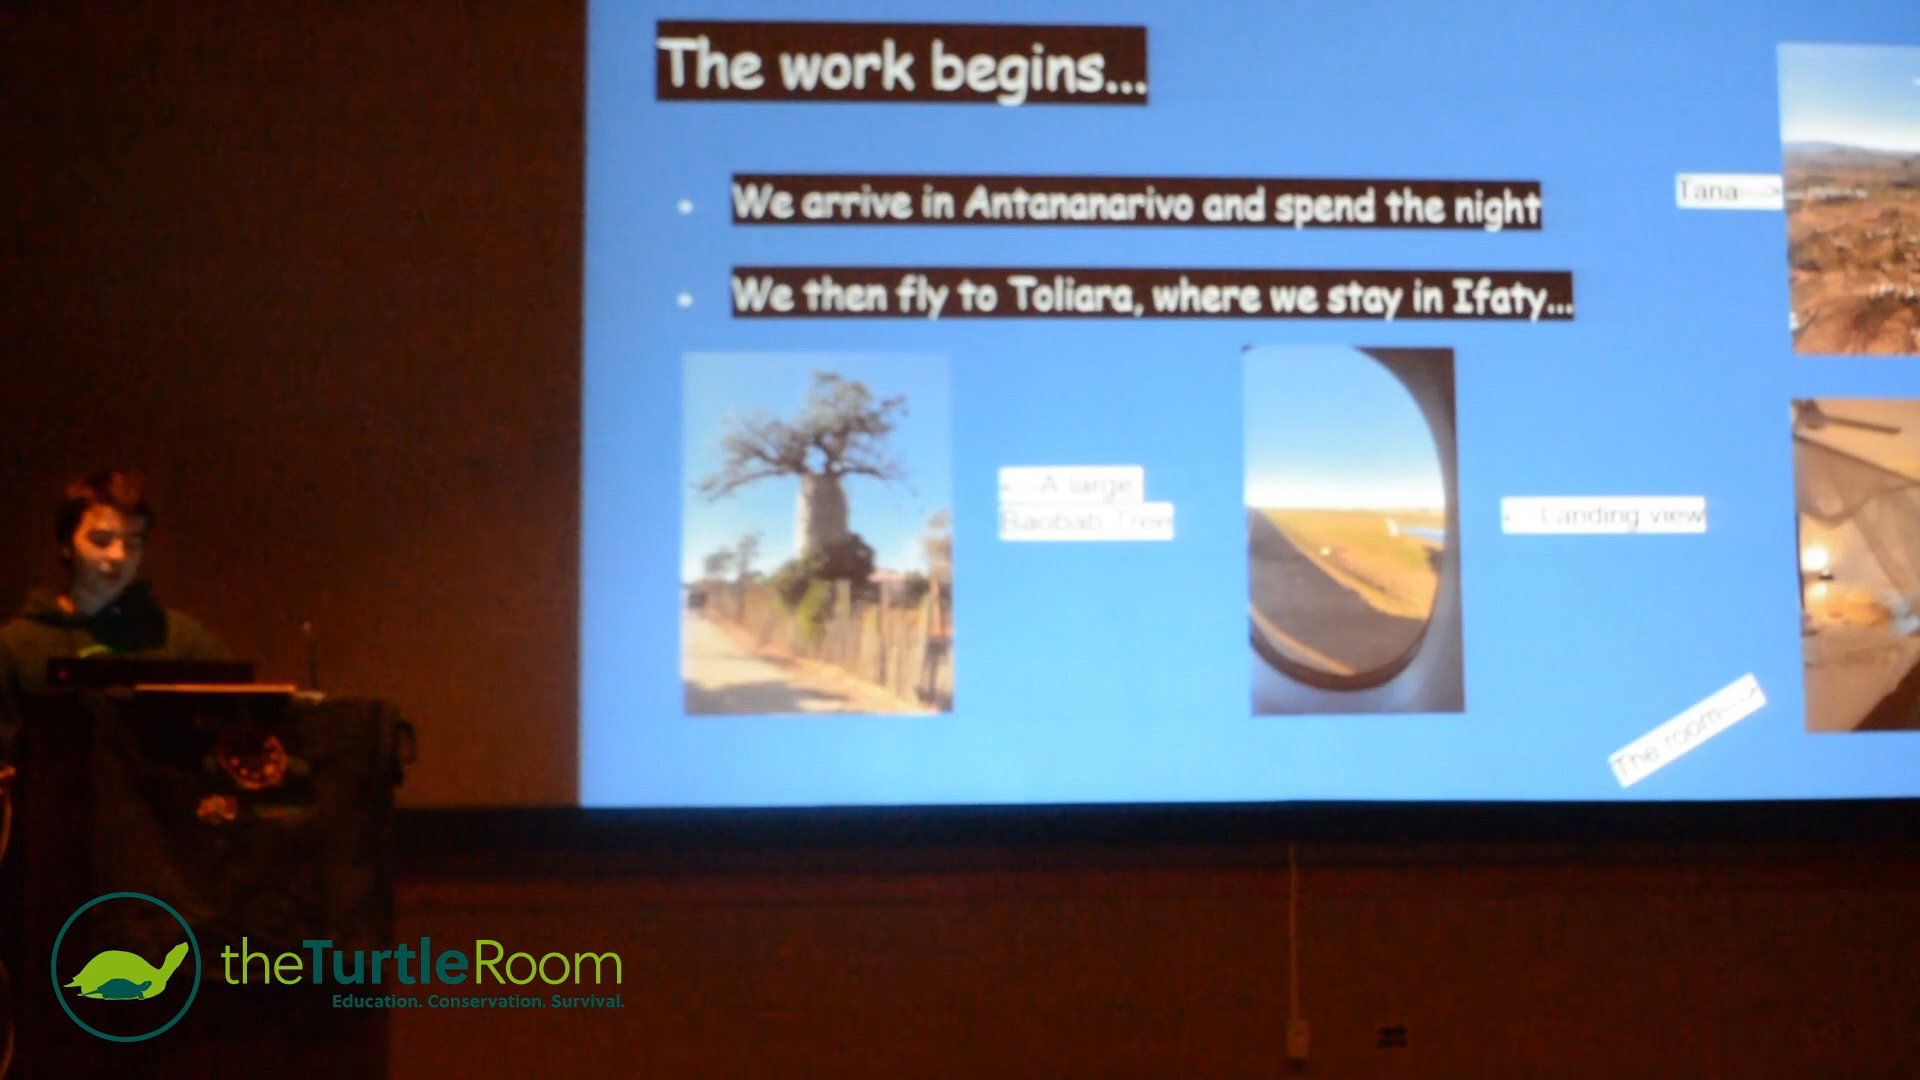 The work begins...
• We arrive in Antananarivo and spend the night
Tana--->
• We then fly to Toliara, where we stay in Ifaty...
<--- A large
Baobab Tree
<--- Landing view
The room---->
theTurtleRoom
Education. Conservation. Survival.